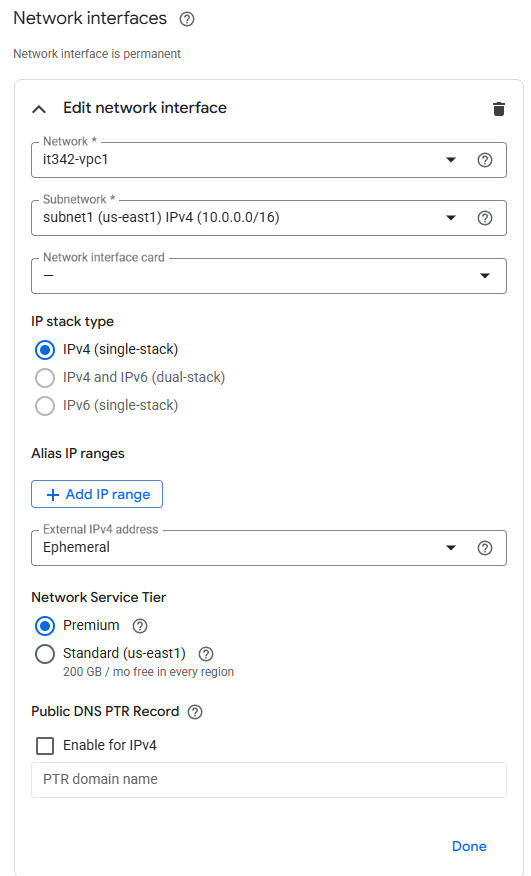 Network interfaces
Network interface is permanent
Edit network interface
Network *
it342-vpc1
Subnetwork *
subnet1 (us-east1) IPv4 (10.0.0.0/16)
Network interface card
—
IP stack type
IPv4 (single-stack)
IPv4 and IPv6 (dual-stack)
IPv6 (single-stack)
Alias IP ranges
+ Add IP range
External IPv4 address
Ephemeral
Network Service Tier
Premium
Standard (us-east1)
200 GB / mo free in every region
Public DNS PTR Record
Enable for IPv4
PTR domain name
Done